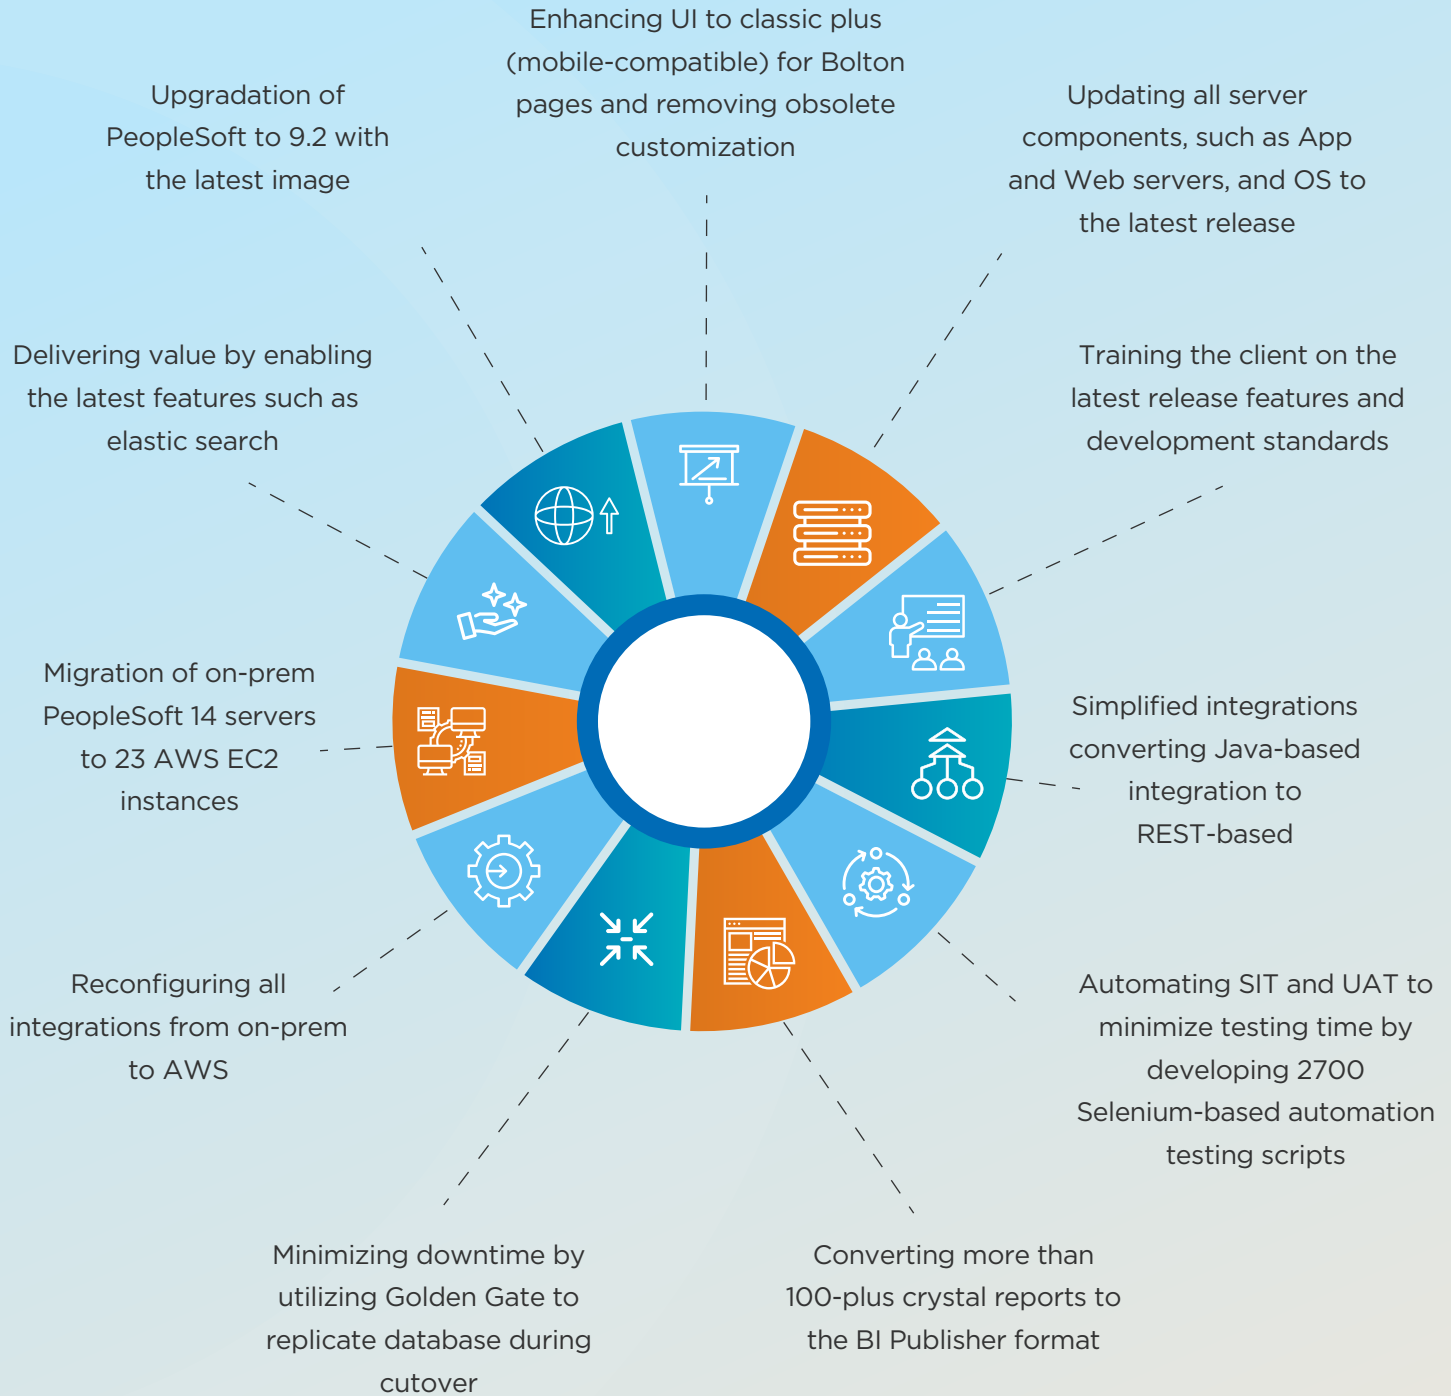 Enhancing UI to classic plus
(mobile-compatible) for Bolton
pages and removing obsolete
customization
Upgradation of
PeopleSoft to 9.2 with
the latest image
Updating all server
components, such as App
and Web servers, and OS to
the latest release
Delivering value by enabling
the latest features such as
elastic search
Training the client on the
latest release features and
development standards
Migration of on-prem
PeopleSoft 14 servers
to 23 AWS EC2
instances
Simplified integrations
converting Java-based
integration to
REST-based
Reconfiguring all
integrations from on-prem
to AWS
Automating SIT and UAT to
minimize testing time by
developing 2700
Selenium-based automation
testing scripts
Minimizing downtime by
utilizing Golden Gate to
replicate database during
cutover
Converting more than
100-plus crystal reports to
the BI Publisher format